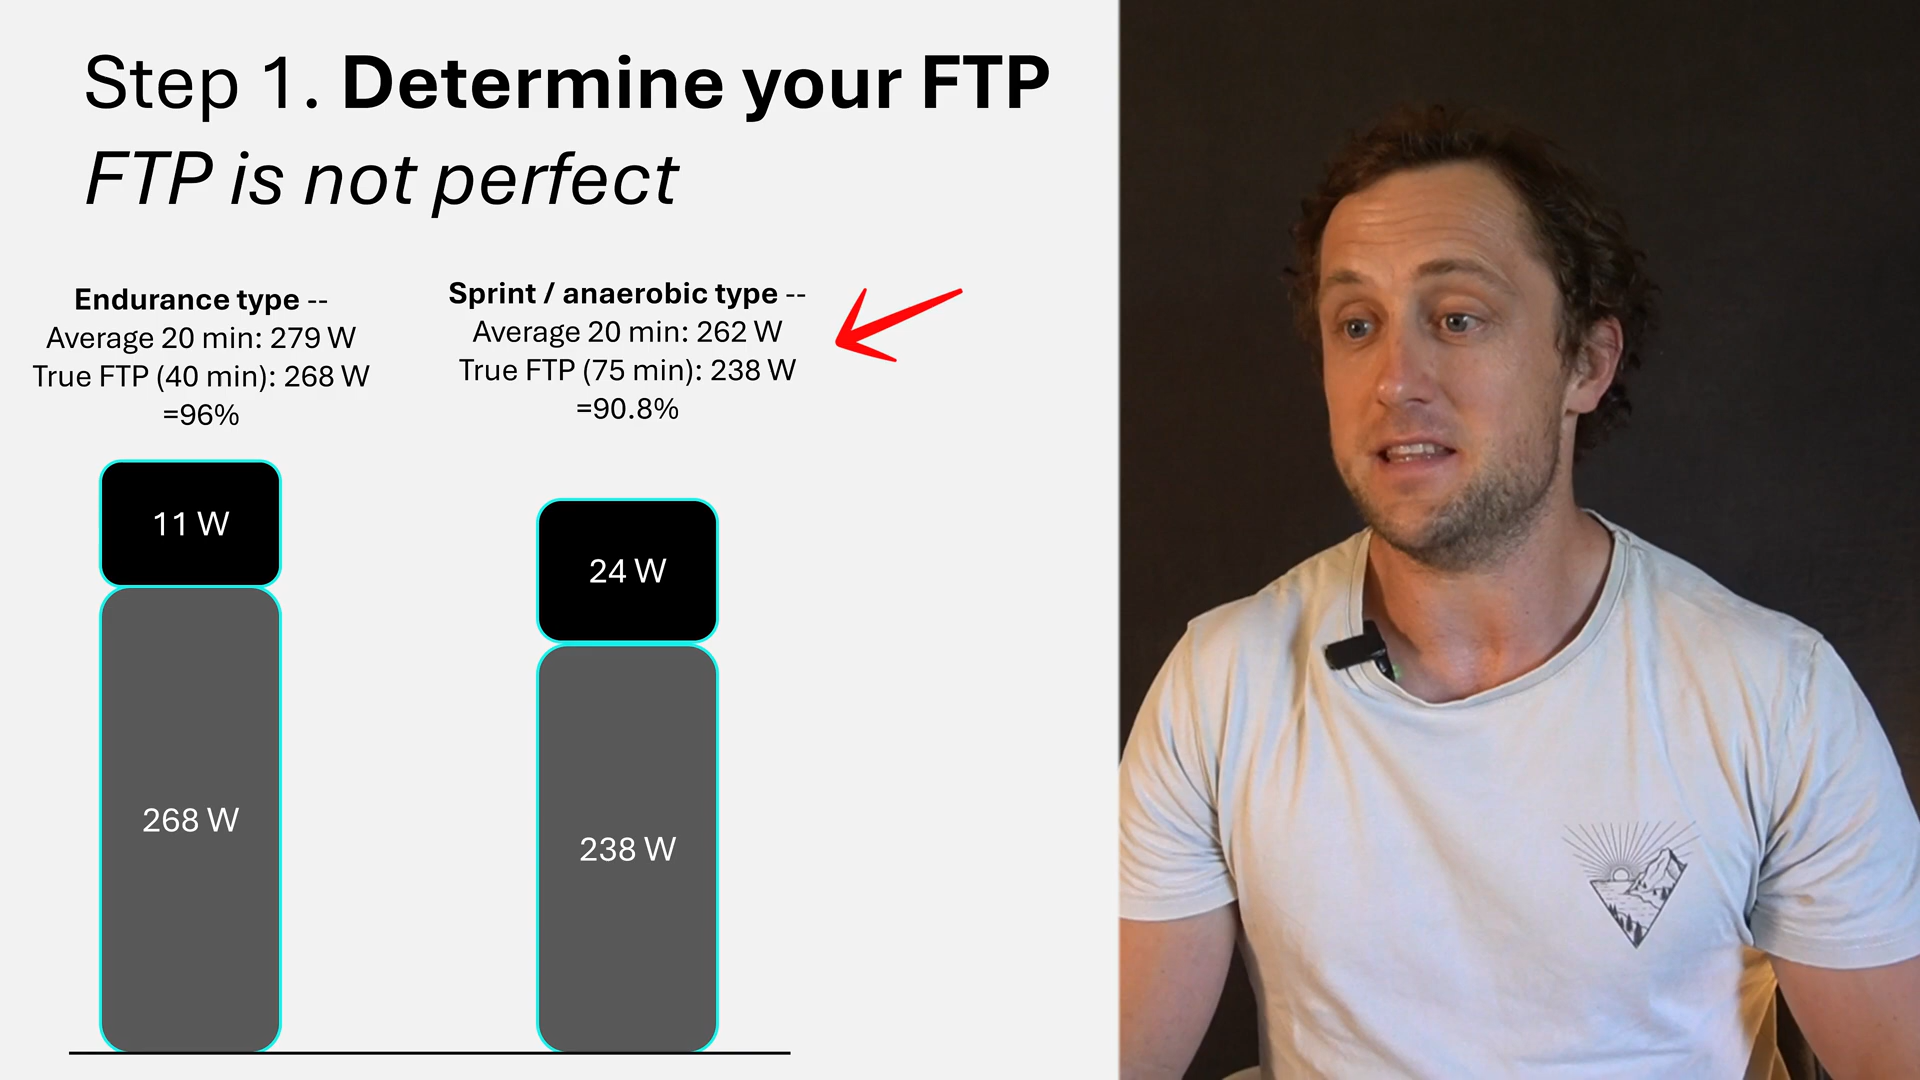 Step 1. Determine your FTP
FTP is not perfect
Endurance type --
Average 20 min: 279 W
True FTP (40 min): 268 W
=96%
Sprint / anaerobic type --
Average 20 min: 262 W
True FTP (75 min): 238 W
=90.8%
11 W
268 W
24 W
238 W